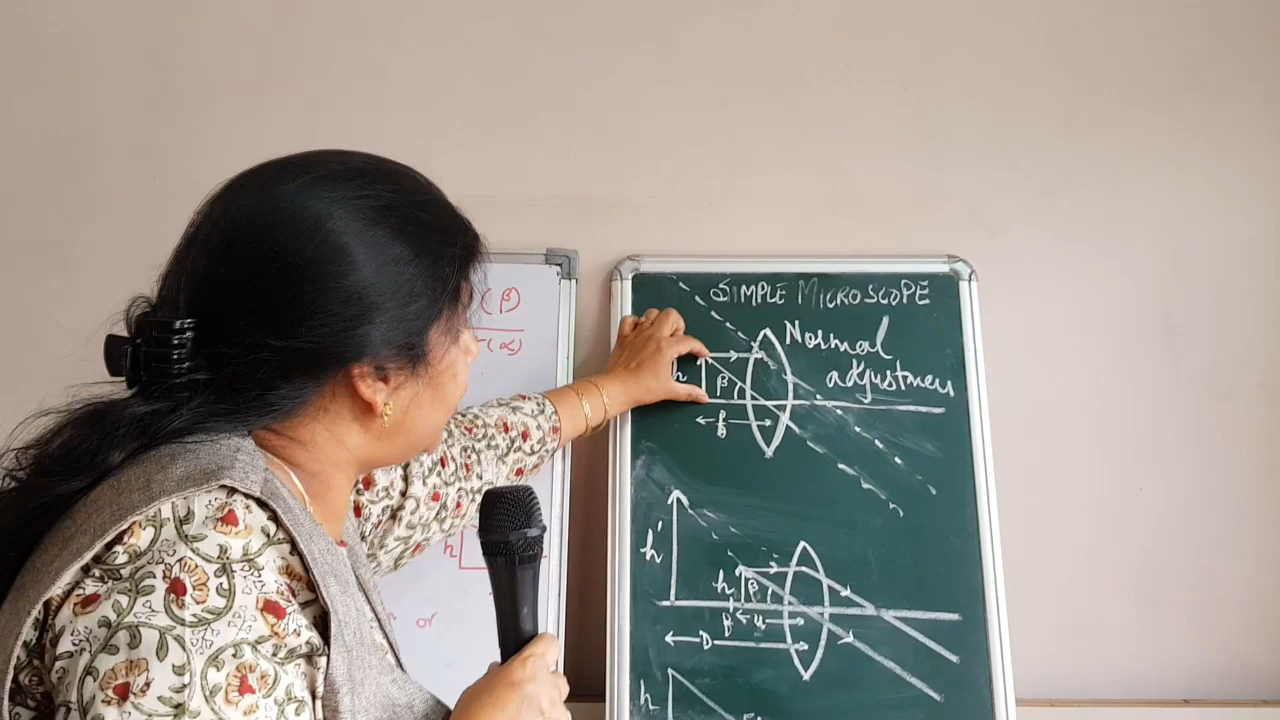 ( β )
(α)
h
or
SIMPLE MICROSCOPE
Normal
adjustmen
h
β
f
h'
h
β
f
u
D
h